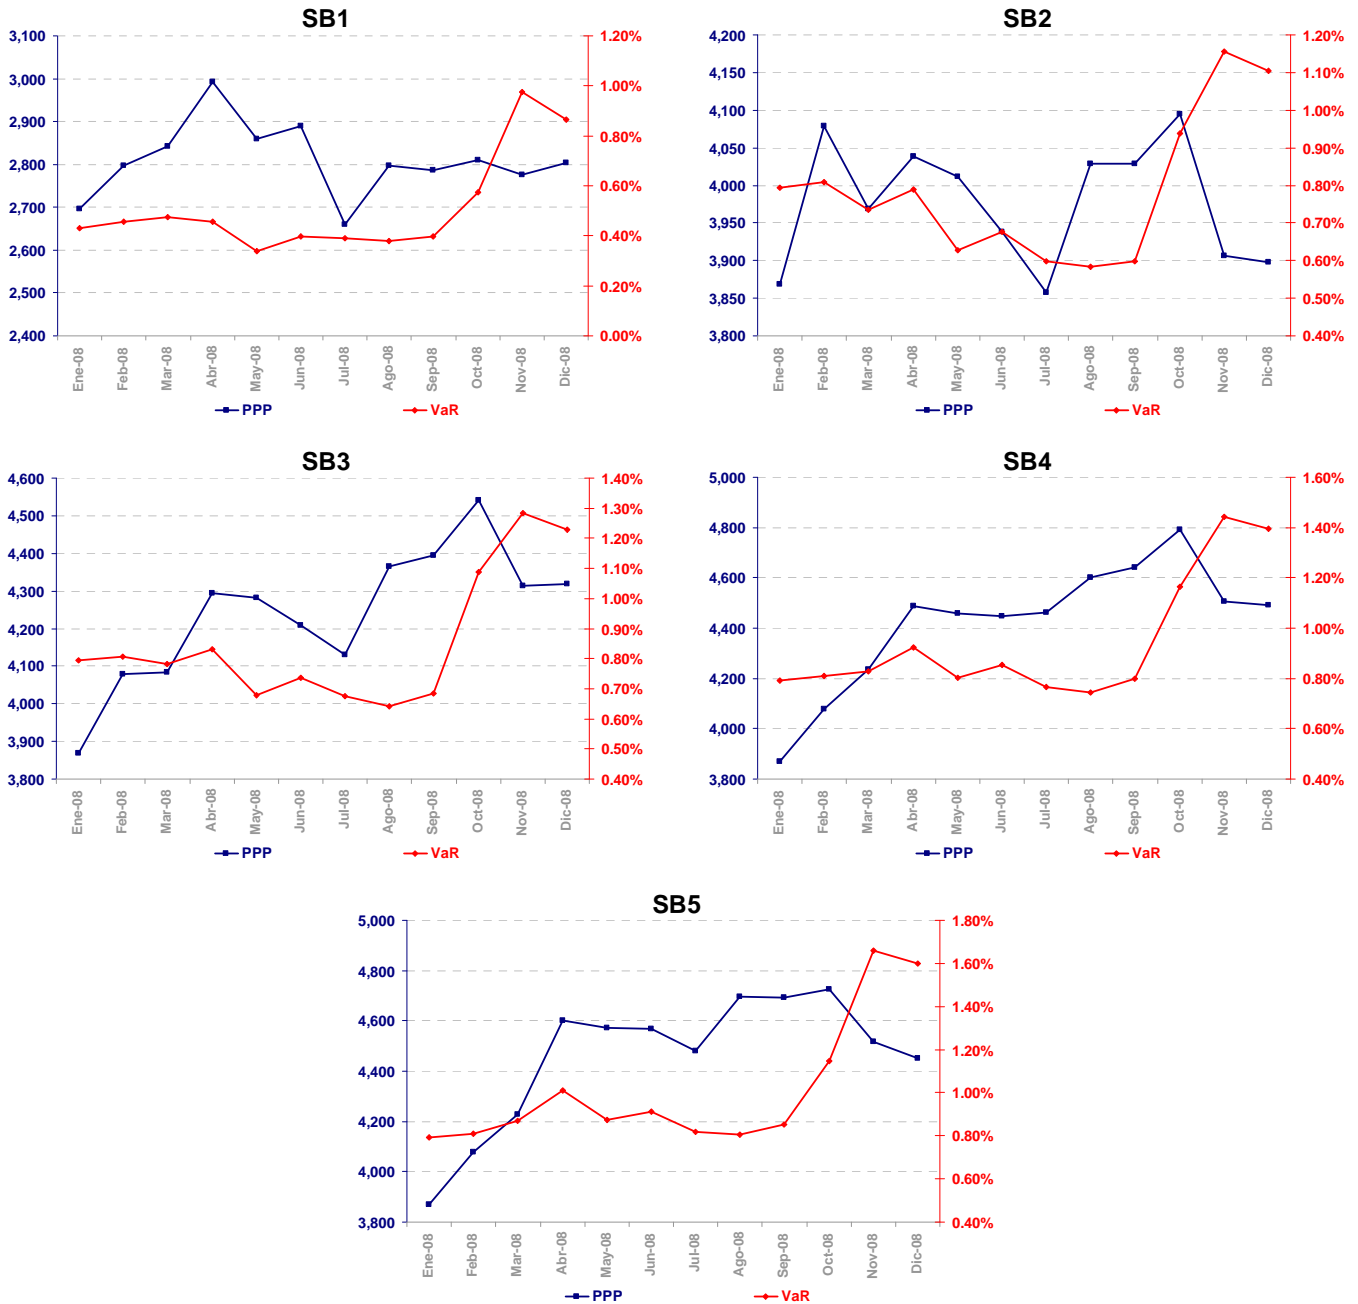 SB1
3,100
3,000
2,900
2,800
2,700
2,600
2,500
2,400
1.20%
1.00%
0.80%
0.60%
0.40%
0.20%
0.00%
Ene-08
Feb-08
Mar-08
Abr-08
May-08
Jun-08
Jul-08
Ago-08
Sep-08
Oct-08
Nov-08
Dic-08
PPP
VaR
SB2
4,200
4,150
4,100
4,050
4,000
3,950
3,900
3,850
3,800
1.20%
1.10%
1.00%
0.90%
0.80%
0.70%
0.60%
0.50%
0.40%
Ene-08
Feb-08
Mar-08
Abr-08
May-08
Jun-08
Jul-08
Ago-08
Sep-08
Oct-08
Nov-08
Dic-08
PPP
VaR
SB3
4,600
4,500
4,400
4,300
4,200
4,100
4,000
3,900
3,800
1.40%
1.30%
1.20%
1.10%
1.00%
0.90%
0.80%
0.70%
0.60%
0.50%
0.40%
Ene-08
Feb-08
Mar-08
Abr-08
May-08
Jun-08
Jul-08
Ago-08
Sep-08
Oct-08
Nov-08
Dic-08
PPP
VaR
SB4
5,000
4,800
4,600
4,400
4,200
4,000
3,800
1.60%
1.40%
1.20%
1.00%
0.80%
0.60%
0.40%
Ene-08
Feb-08
Mar-08
Abr-08
May-08
Jun-08
Jul-08
Ago-08
Sep-08
Oct-08
Nov-08
Dic-08
PPP
VaR
SB5
5,000
4,800
4,600
4,400
4,200
4,000
3,800
1.80%
1.60%
1.40%
1.20%
1.00%
0.80%
0.60%
0.40%
Ene-08
Feb-08
Mar-08
Abr-08
May-08
Jun-08
Jul-08
Ago-08
Sep-08
Oct-08
Nov-08
Dic-08
PPP
VaR